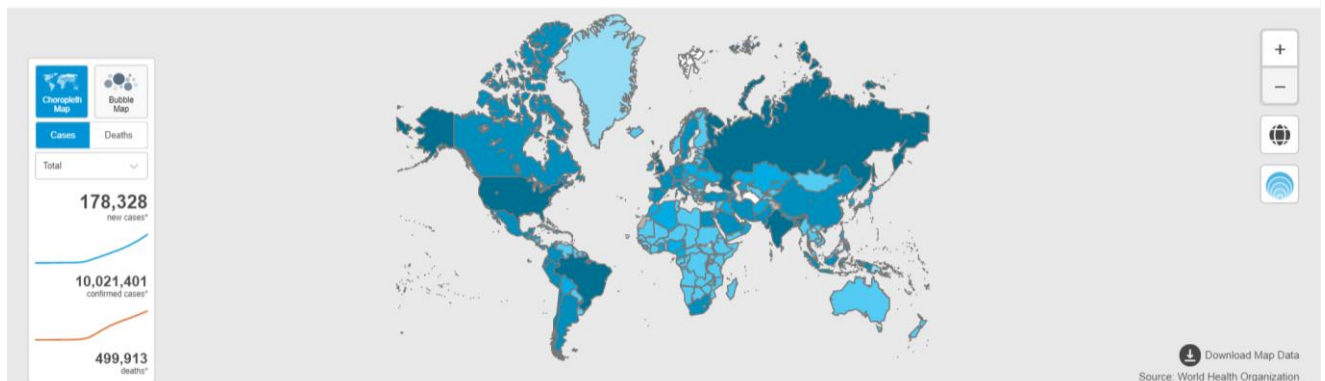 Choropleth
Map
Bubble
Map
Cases
Deaths
Total
178,328
new cases*
10,021,401
confirmed cases*
499,913
deaths*
+
−
Download Map Data
Source: World Health Organization